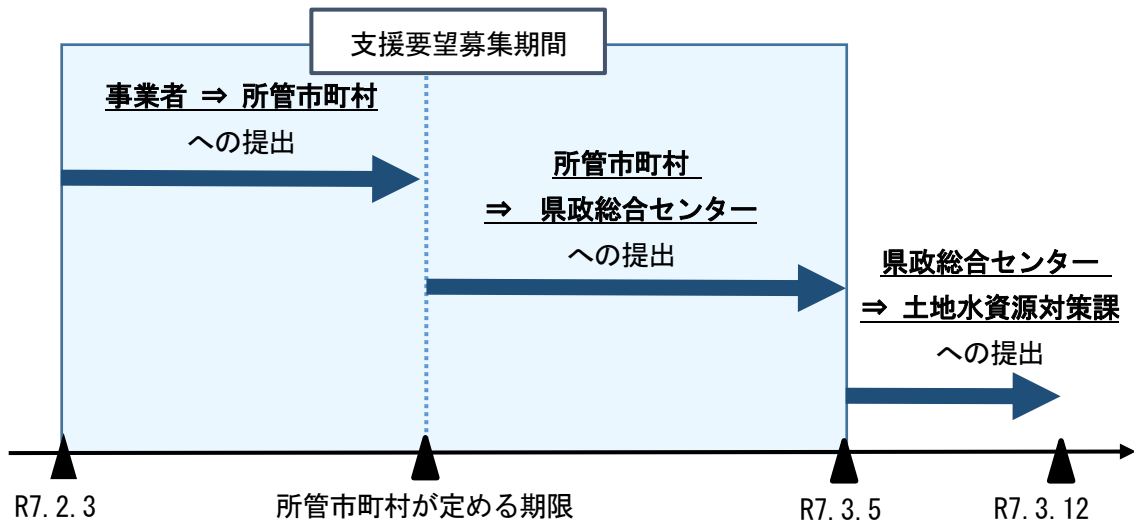 支援要望募集期間
事業者 ⇒ 所管市町村
への提出
所管市町村
⇒ 県政総合センター
への提出
県政総合センター
⇒ 土地水資源対策課
への提出
R7.2.3
所管市町村が定める期限
R7.3.5
R7.3.12